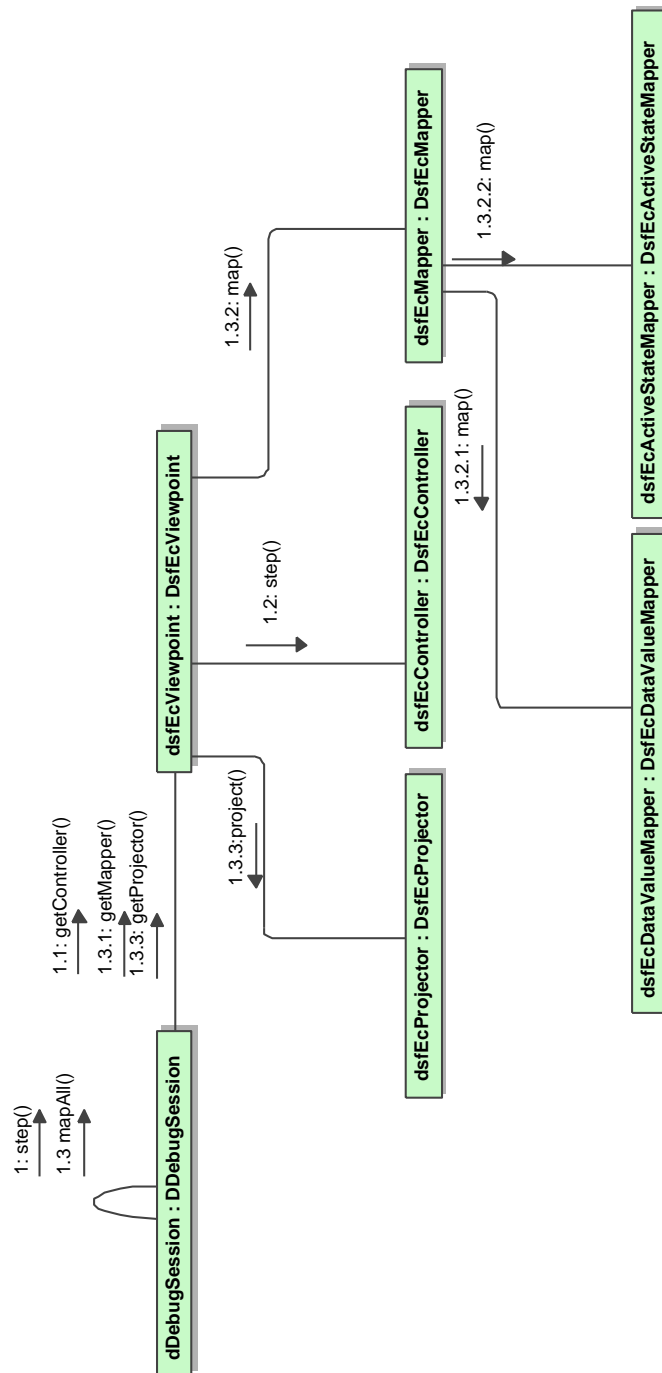 1: step()
1.3 mapAll()
dDebugSession : DDebugSession
1.1: getController()
1.3.1: getMapper()
1.3.3: getProjector()
dsfEcViewpoint : DsfEcViewpoint
1.3.3:project()
1.2: step()
1.3.2: map()
dsfEcProjector : DsfEcProjector
dsfEcController : DsfEcController
dsfEcMapper : DsfEcMapper
1.3.2.1: map()
1.3.2.2: map()
dsfEcDataValueMapper : DsfEcDataValueMapper
dsfEcActiveStateMapper : DsfEcActiveStateMapper